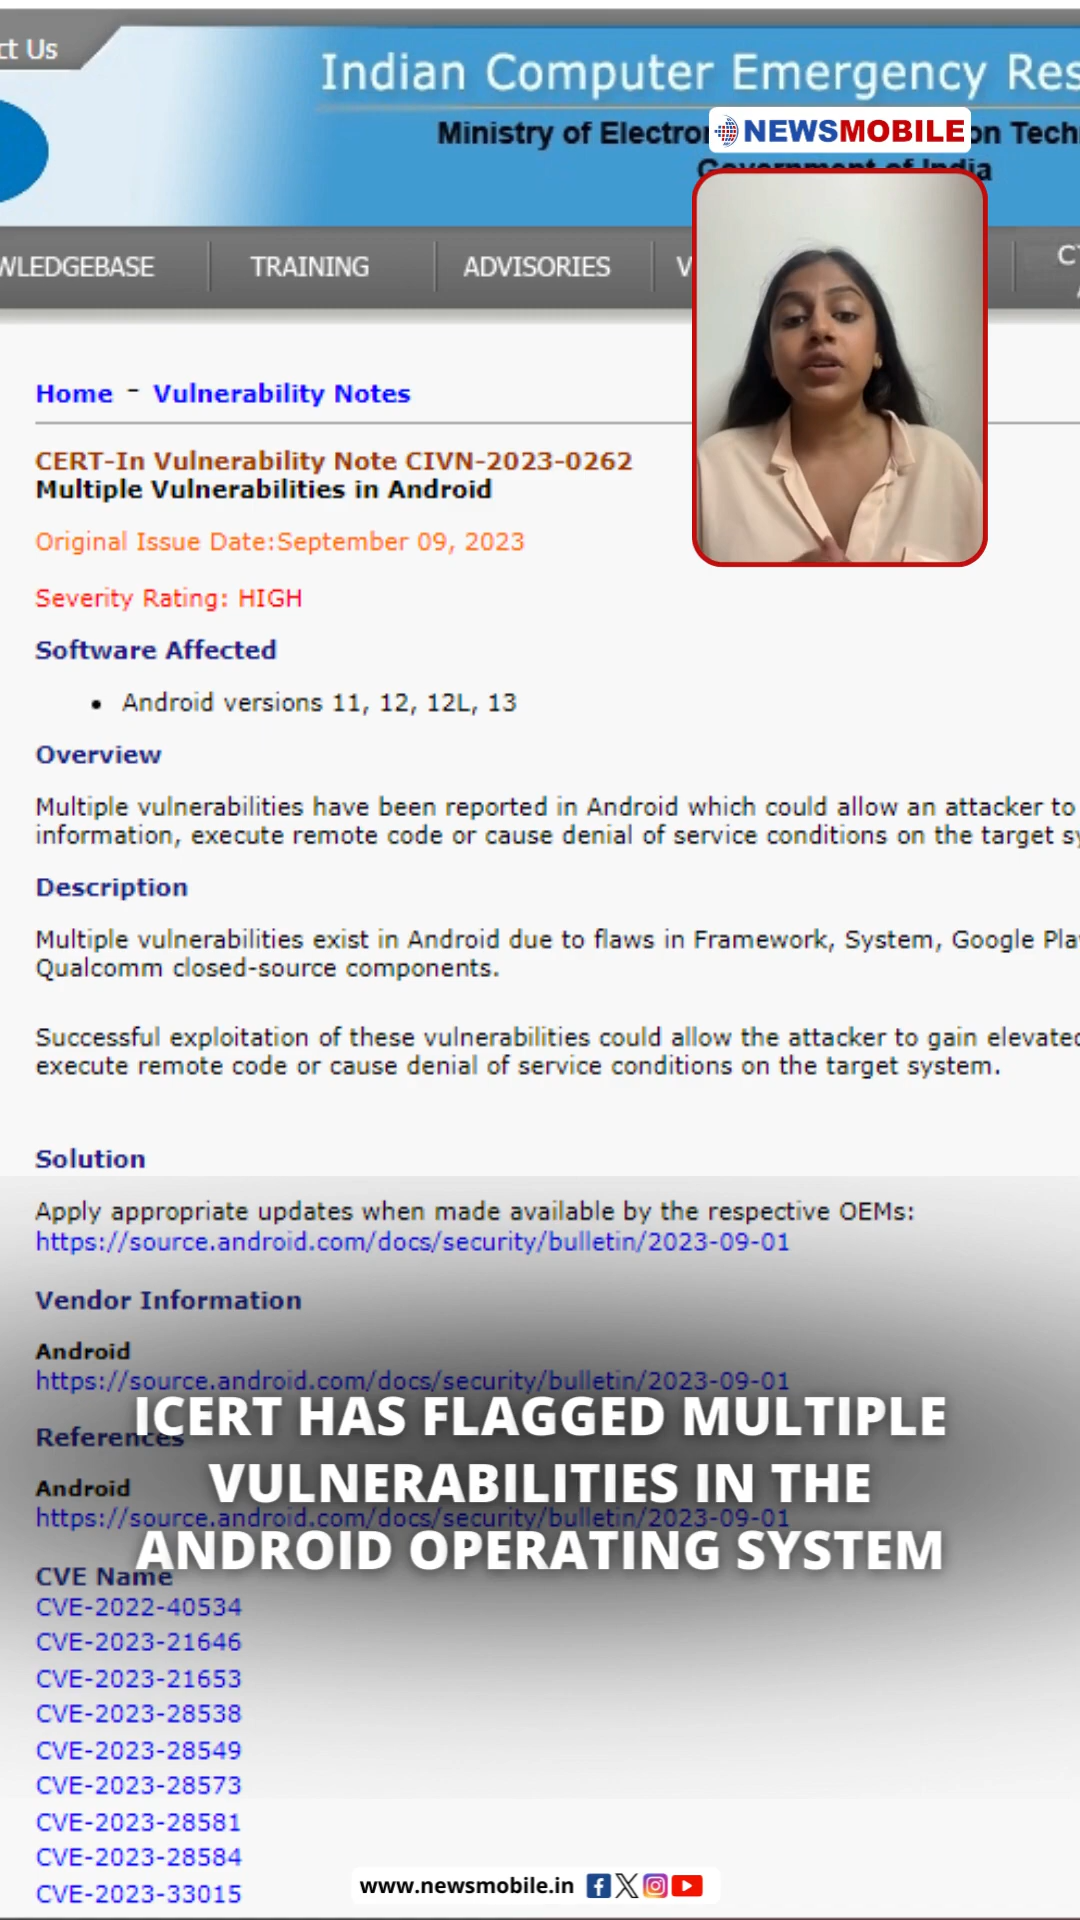 ct Us
Indian Computer Emergency Res
Ministry of Electro
on Tech
NEWSMOBILE
Government of India
WLEDGEBASE
TRAINING
ADVISORIES
V
C
Home - Vulnerability Notes
CERT-In Vulnerability Note CIVN-2023-0262
Multiple Vulnerabilities in Android
Original Issue Date:September 09, 2023
Severity Rating: HIGH
Software Affected
• Android versions 11, 12, 12L, 13
Overview
Multiple vulnerabilities have been reported in Android which could allow an attacker to
information, execute remote code or cause denial of service conditions on the target sy
Description
Multiple vulnerabilities exist in Android due to flaws in Framework, System, Google Pla
Qualcomm closed-source components.
Successful exploitation of these vulnerabilities could allow the attacker to gain elevated
execute remote code or cause denial of service conditions on the target system.
Solution
Apply appropriate updates when made available by the respective OEMs:
https://source.android.com/docs/security/bulletin/2023-09-01
Vendor Information
Android
https://source.android.com/docs/security/bulletin/2023-09-01
ICERT HAS FLAGGED MULTIPLE
References
VULNERABILITIES IN THE
Android
https://source.android.com/docs/security/bulletin/2023-09-01
ANDROID OPERATING SYSTEM
CVE Name
CVE-2022-40534
CVE-2023-21646
CVE-2023-21653
CVE-2023-28538
CVE-2023-28549
CVE-2023-28573
CVE-2023-28581
CVE-2023-28584
CVE-2023-33015
www.newsmobile.in